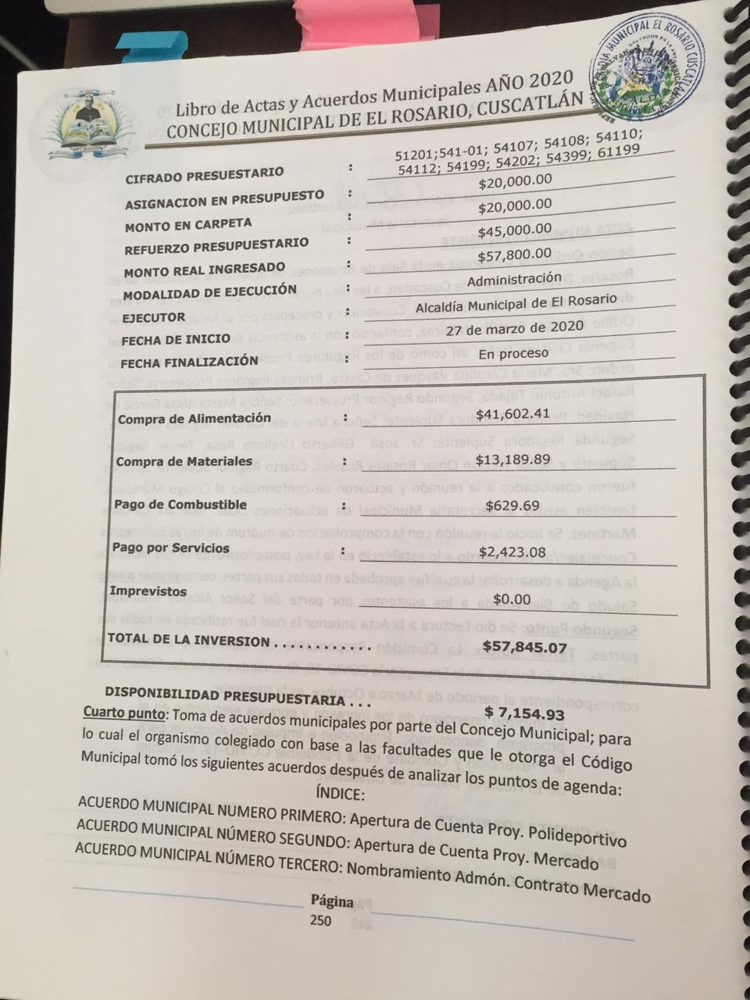 Libro de Actas y Acuerdos Municipales AÑO 2020
CONCEJO MUNICIPAL DE EL ROSARIO, CUSCATLÁN
ALCALDÍA MUNICIPAL EL ROSARIO CUSCATLÁN
CIFRADO PRESUESTARIO : 51201;541-01; 54107; 54108; 54110;
54112; 54199; 54202; 54399; 61199
ASIGNACION EN PRESUPUESTO : $20,000.00
MONTO EN CARPETA : $20,000.00
REFUERZO PRESUPUESTARIO : $45,000.00
MONTO REAL INGRESADO : $57,800.00
MODALIDAD DE EJECUCIÓN : Administración
EJECUTOR : Alcaldía Municipal de El Rosario
FECHA DE INICIO : 27 de marzo de 2020
FECHA FINALIZACIÓN : En proceso
Compra de Alimentación : $41,602.41
Compra de Materiales : $13,189.89
Pago de Combustible : $629.69
Pago por Servicios : $2,423.08
Imprevistos $0.00
TOTAL DE LA INVERSION . . . . . . . . . . . . $57,845.07
DISPONIBILIDAD PRESUPUESTARIA . . . $ 7,154.93
Cuarto punto: Toma de acuerdos municipales por parte del Concejo Municipal; para
lo cual el organismo colegiado con base a las facultades que le otorga el Código
Municipal tomó los siguientes acuerdos después de analizar los puntos de agenda:
ÍNDICE:
ACUERDO MUNICIPAL NUMERO PRIMERO: Apertura de Cuenta Proy. Polideportivo
ACUERDO MUNICIPAL NÚMERO SEGUNDO: Apertura de Cuenta Proy. Mercado
ACUERDO MUNICIPAL NÚMERO TERCERO: Nombramiento Admón. Contrato Mercado
Página
250